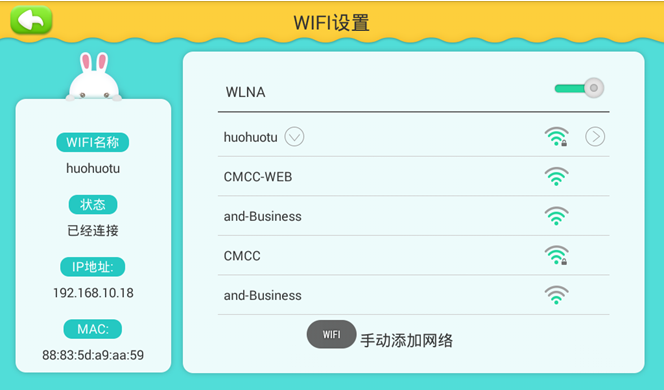 WIFI设置
WIFI名称
huohuotu
状态
已经连接
IP地址:
192.168.10.18
MAC:
88:83:5d:a9:aa:59
WLNA
huohuotu
CMCC-WEB
and-Business
CMCC
and-Business
WIFI 手动添加网络